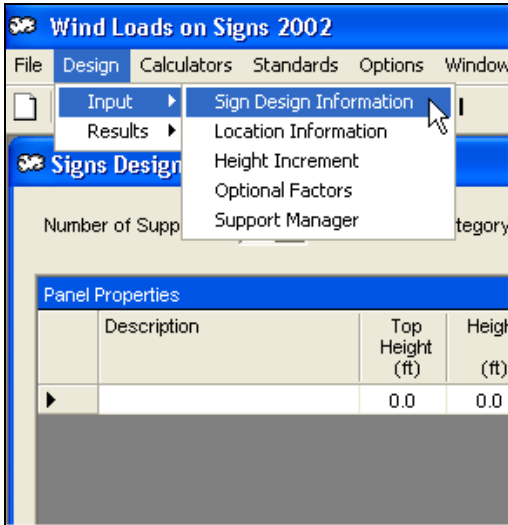 Wind Loads on Signs 2002
File Design Calculators Standards Options Window
Input Sign Design Information
Results Location Information
Height Increment
Optional Factors
Support Manager
Signs Design
Number of Supp tegory
Panel Properties
Description Top Height (ft) Heigh (ft)
0.0 0.0